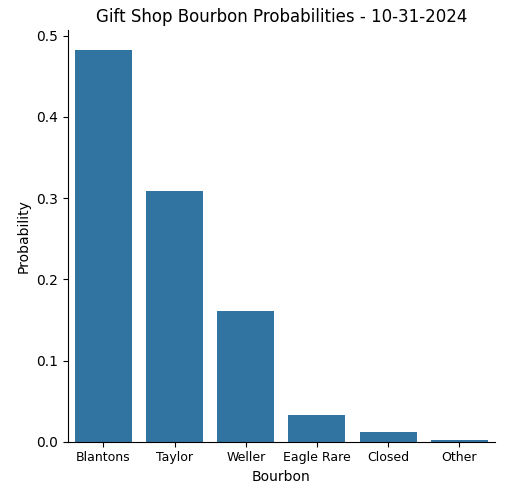 Gift Shop Bourbon Probabilities - 10-31-2024
0.5
0.4
0.3
0.2
0.1
0.0
Probability
Blantons Taylor Weller Eagle Rare Closed Other
Bourbon